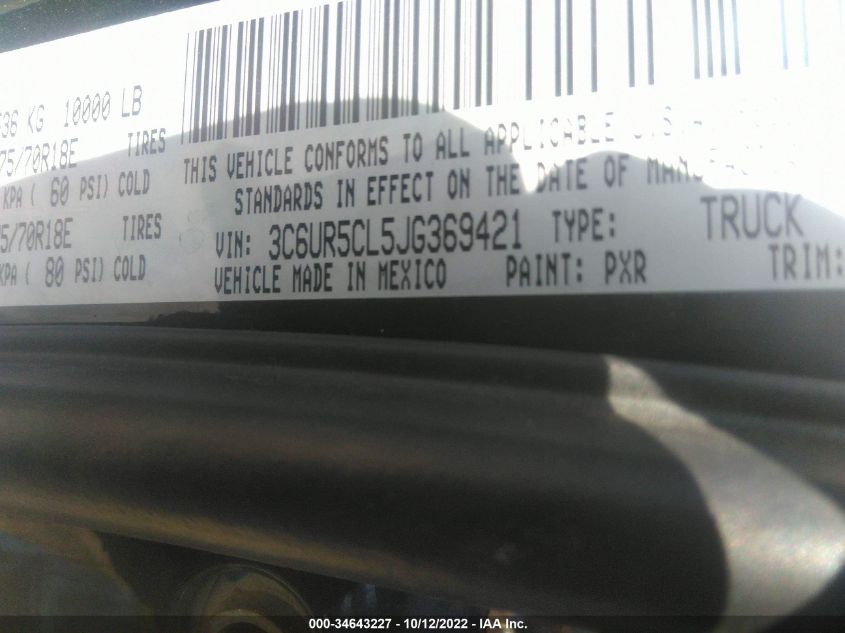 536 KG 10000 LB
75/70R18E TIRES
KPA ( 60 PSI) COLD
75/70R18E TIRES
KPA ( 80 PSI) COLD
THIS VEHICLE CONFORMS TO ALL APPLICABLE
STANDARDS IN EFFECT ON THE DATE OF
VIN: 3C6UR5CL5JG369421 TYPE: TRUCK
VEHICLE MADE IN MEXICO PAINT: PXR TRIM:
000-34643227 - 10/12/2022 - IAA Inc.